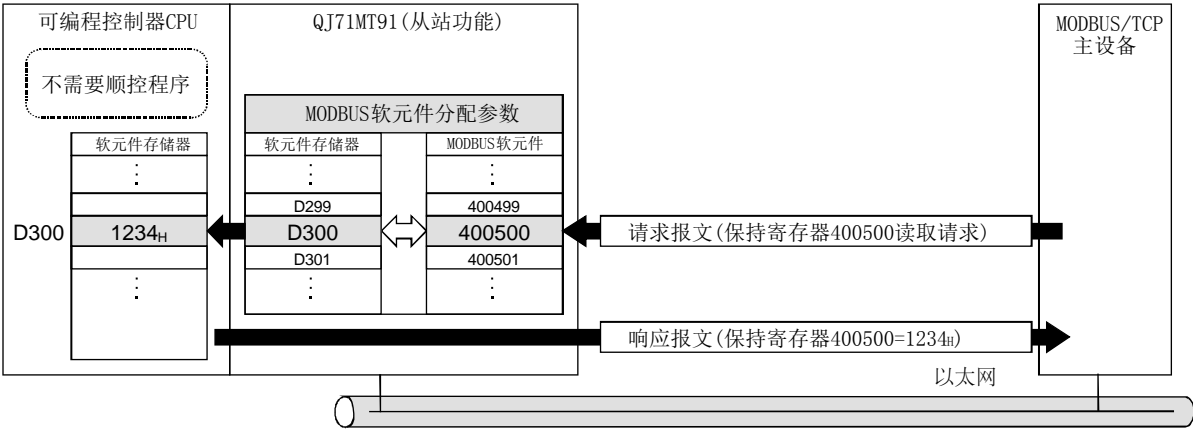 可编程控制器CPU
不需要顺控程序
软元件存储器
⋮
D300
1234H
⋮
QJ71MT91(从站功能)
MODBUS软元件分配参数
软元件存储器
MODBUS软元件
⋮
⋮
D299
400499
D300
400500
D301
400501
⋮
⋮
MODBUS/TCP
主设备
请求报文(保持寄存器400500读取请求)
响应报文(保持寄存器400500=1234H)
以太网